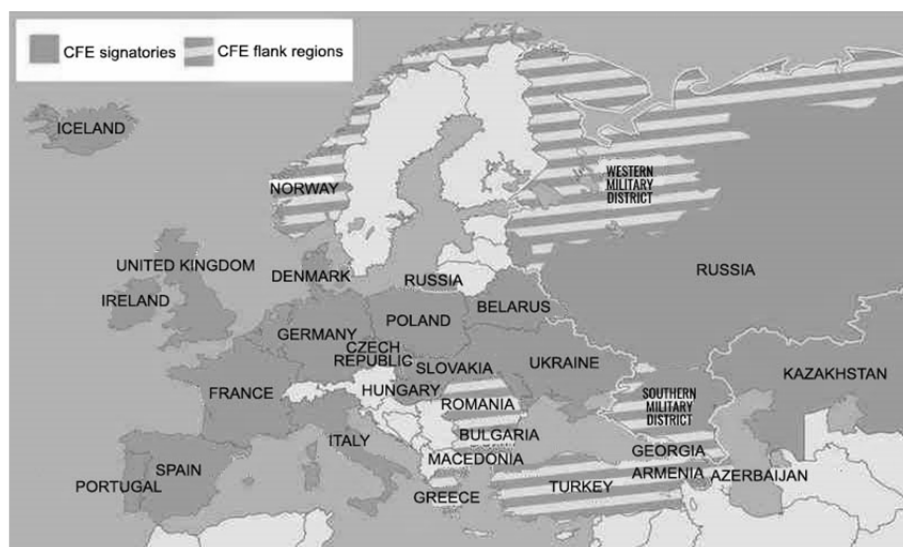 CFE signatories
CFE flank regions
ICELAND
NORWAY
WESTERN
MILITARY
DISTRICT
UNITED KINGDOM
DENMARK
RUSSIA
RUSSIA
IRELAND
BELARUS
GERMANY
POLAND
CZECH
REPUBLIC
SLOVAKIA
UKRAINE
KAZAKHSTAN
FRANCE
HUNGARY
ROMANIA
SOUTHERN
MILITARY
DISTRICT
ITALY
BULGARIA
GEORGIA
MACEDONIA
SPAIN
ARMENIA
AZERBAIJAN
PORTUGAL
GREECE
TURKEY